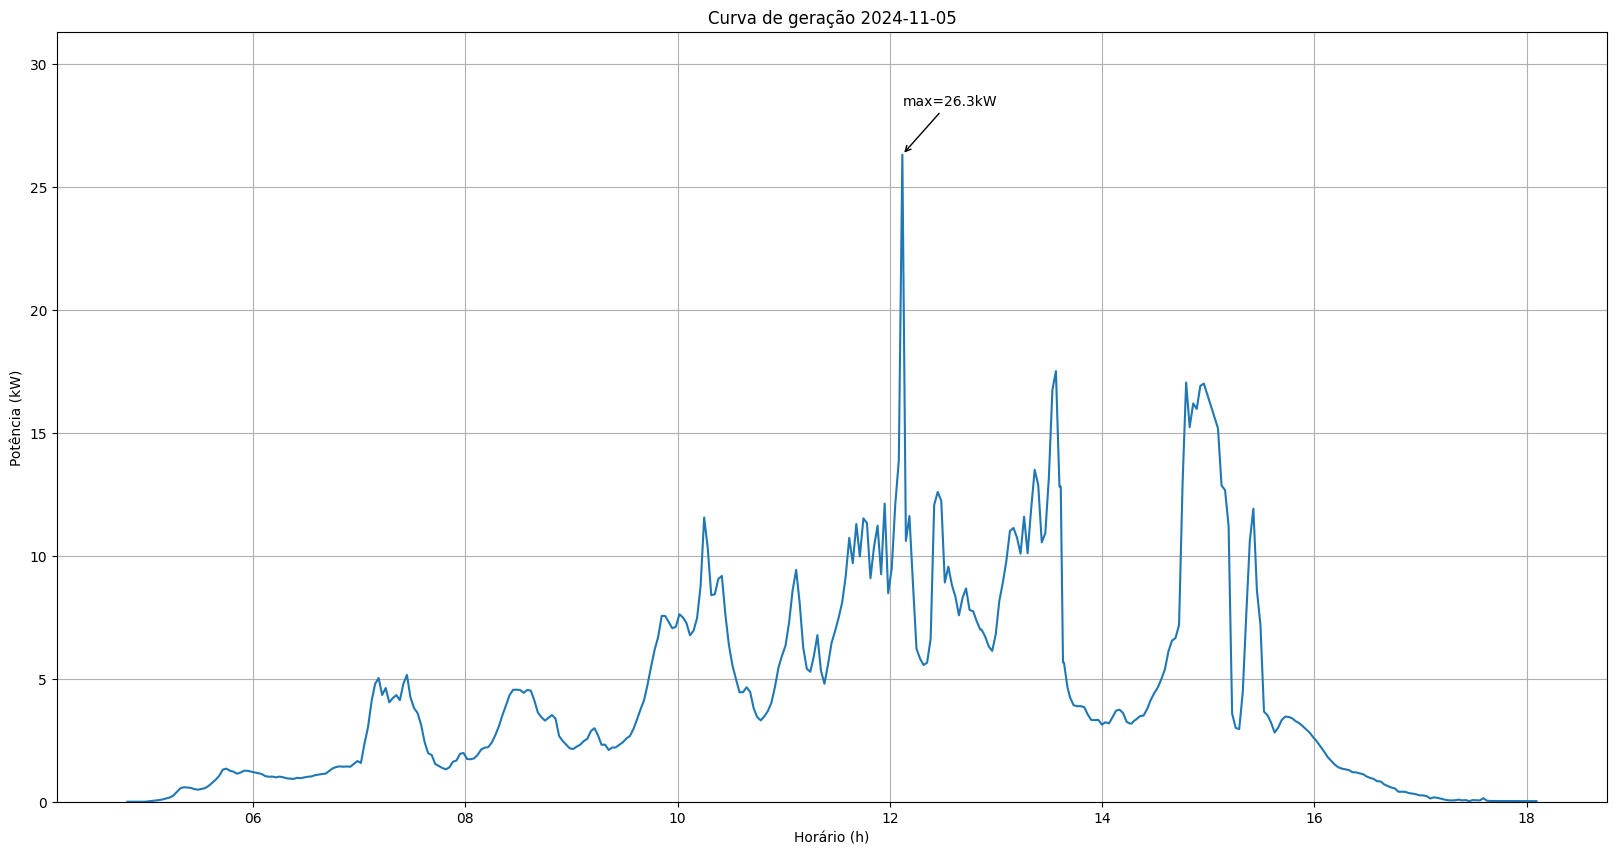 Curva de geração 2024-11-05
30
max=26.3kW
25
20
15
Potência (kW)
10
5
0
06 08 10 12 14 16 18
Horário (h)